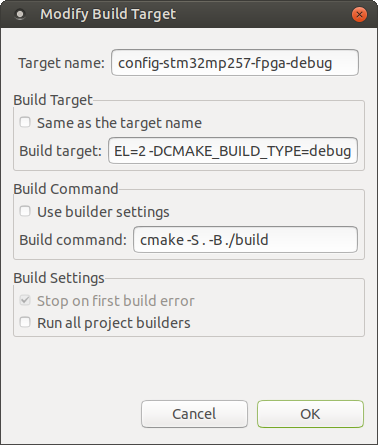 Modify Build Target
Target name: config-stm32mp257-fpga-debug
Build Target
Same as the target name
Build target: EL=2 -DCMAKE_BUILD_TYPE=debug
Build Command
Use builder settings
Build command: cmake -S . -B ./build
Build Settings
Stop on first build error
Run all project builders
Cancel OK